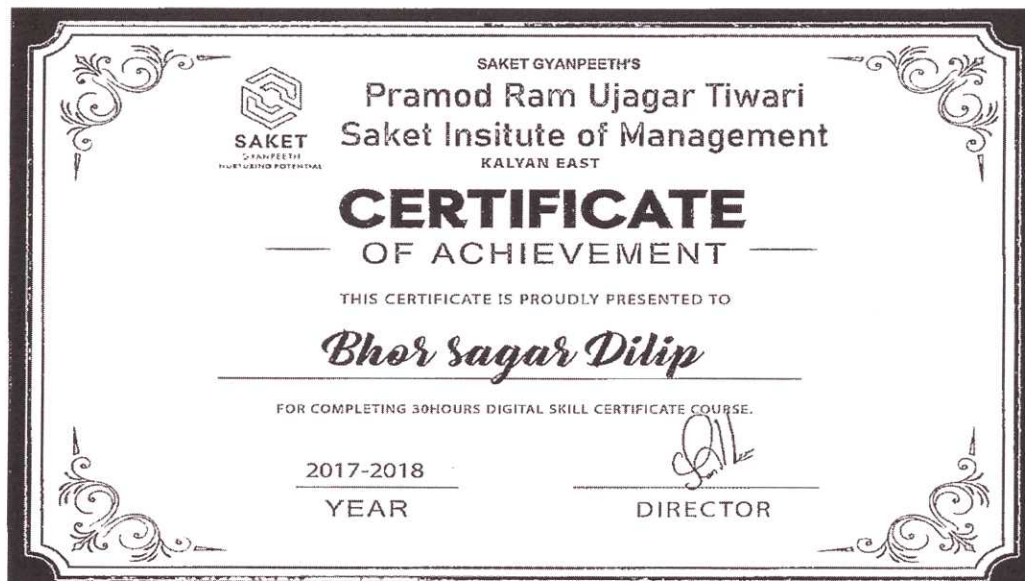 SAKET GYANPEETH'S
Pramod Ram Ujagar Tiwari
Saket Insitute of Management
KALYAN EAST
SAKET
GYANPEETH
NURTURING POTENTIAL
CERTIFICATE
OF ACHIEVEMENT
THIS CERTIFICATE IS PROUDLY PRESENTED TO
Bhor Sagar Dilip
FOR COMPLETING 30HOURS DIGITAL SKILL CERTIFICATE COURSE.
2017-2018
YEAR
DIRECTOR